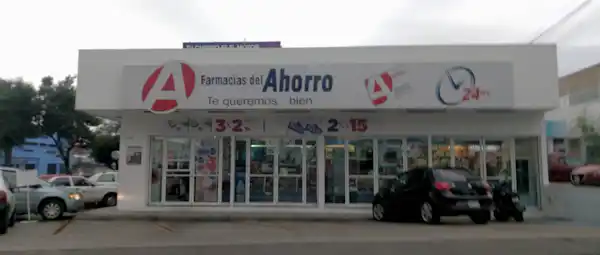 A
Farmacias del Ahorro
Te queremos bien
A
24
3x2
2x15